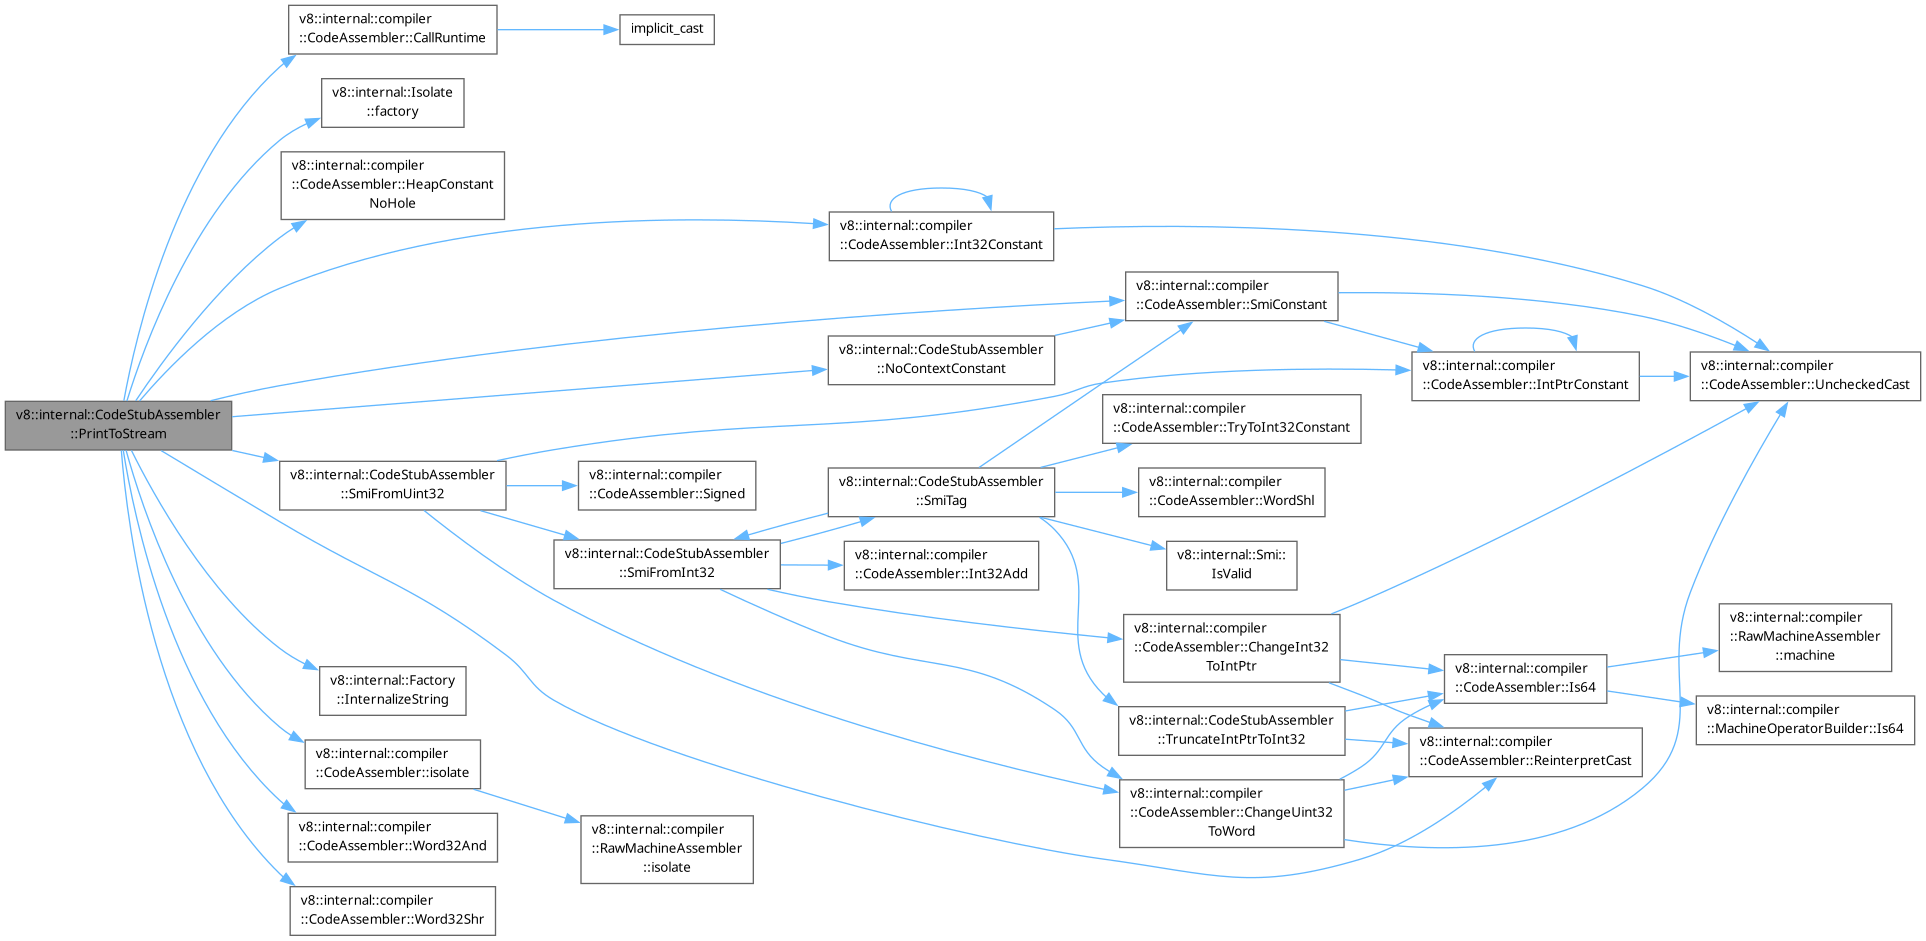 v8::internal::compiler
::CodeAssembler::CallRuntime
implicit_cast
v8::internal::Isolate
::factory
v8::internal::compiler
::CodeAssembler::HeapConstant
NoHole
v8::internal::compiler
::CodeAssembler::Int32Constant
v8::internal::compiler
::CodeAssembler::SmiConstant
v8::internal::CodeStubAssembler
::NoContextConstant
v8::internal::compiler
::CodeAssembler::IntPtrConstant
v8::internal::compiler
::CodeAssembler::UncheckedCast
v8::internal::CodeStubAssembler
::PrintToStream
v8::internal::compiler
::CodeAssembler::TryToInt32Constant
v8::internal::CodeStubAssembler
::SmiFromUint32
v8::internal::compiler
::CodeAssembler::Signed
v8::internal::CodeStubAssembler
::SmiTag
v8::internal::compiler
::CodeAssembler::WordShl
v8::internal::CodeStubAssembler
::SmiFromInt32
v8::internal::compiler
::CodeAssembler::Int32Add
v8::internal::Smi::
IsValid
v8::internal::compiler
::CodeAssembler::ChangeInt32
ToIntPtr
v8::internal::compiler
::RawMachineAssembler
::machine
v8::internal::compiler
::CodeAssembler::Is64
v8::internal::Factory
::InternalizeString
v8::internal::CodeStubAssembler
::TruncateIntPtrToInt32
v8::internal::compiler
::MachineOperatorBuilder::Is64
v8::internal::compiler
::CodeAssembler::ReinterpretCast
v8::internal::compiler
::CodeAssembler::isolate
v8::internal::compiler
::CodeAssembler::ChangeUint32
ToWord
v8::internal::compiler
::CodeAssembler::Word32And
v8::internal::compiler
::RawMachineAssembler
::isolate
v8::internal::compiler
::CodeAssembler::Word32Shr